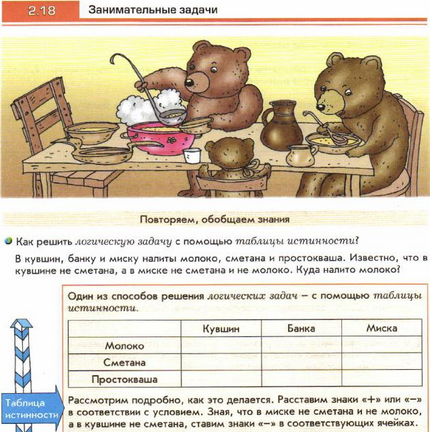 2.18 Занимательные задачи
Повторяем, обобщаем знания
Как решить логическую задачу с помощью таблицы истинности?
В кувшин, банку и миску налиты молоко, сметана и простокваша. Известно, что в
кувшине не сметана, а в миске не сметана и не молоко. Куда налито молоко?
Один из способов решения логических задач – с помощью таблицы
истинности.
Кувшин Банка Миска
Молоко
Сметана
Простокваша
Таблица
истинности
Рассмотрим подробно, как это делается. Расставим знаки «+» или «–»
в соответствии с условием. Зная, что в миске не сметана и не молоко,
а в кувшине не сметана, ставим знаки «–» в соответствующих ячейках.